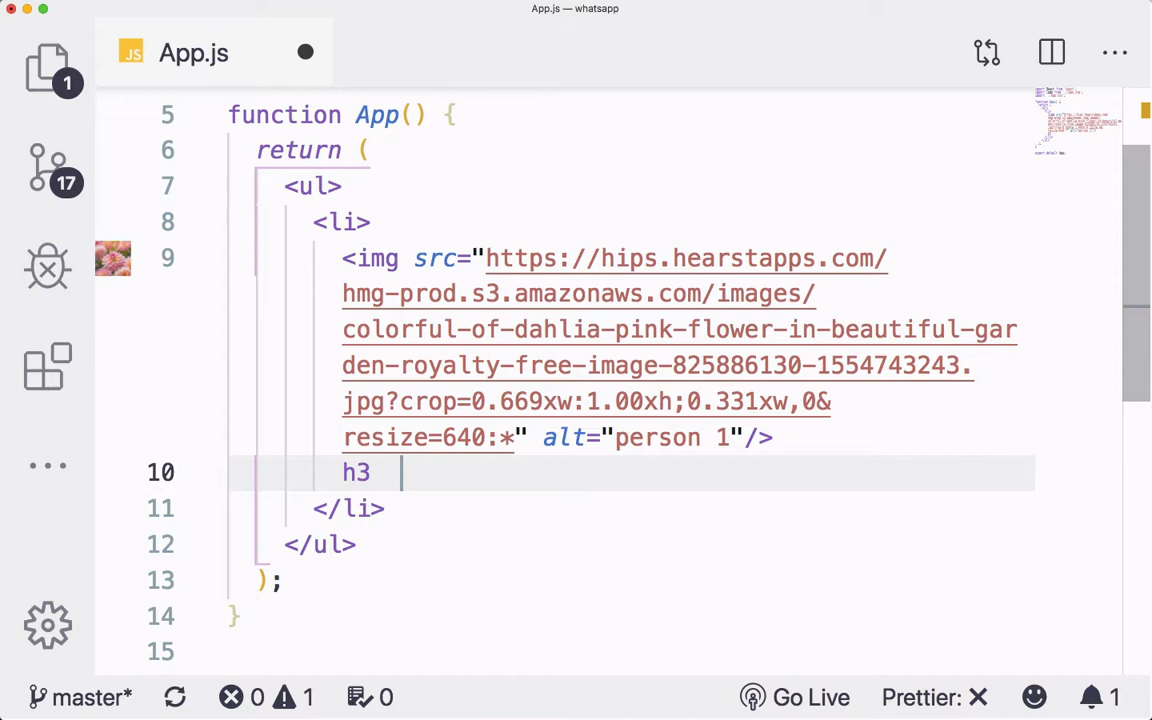 App.js — whatsapp
JS App.js
1
17
5 function App() {
6 return (
7 <ul>
8 <li>
9 <img src="https://hips.hearstapps.com/
hmg-prod.s3.amazonaws.com/images/
colorful-of-dahlia-pink-flower-in-beautiful-gar
den-royalty-free-image-825886130-1554743243.
jpg?crop=0.669xw:1.00xh;0.331xw,0&
resize=640:*" alt="person 1"/>
10 h3
11 </li>
12 </ul>
13 );
14 }
15
master* 0 1 0 Go Live Prettier: 1